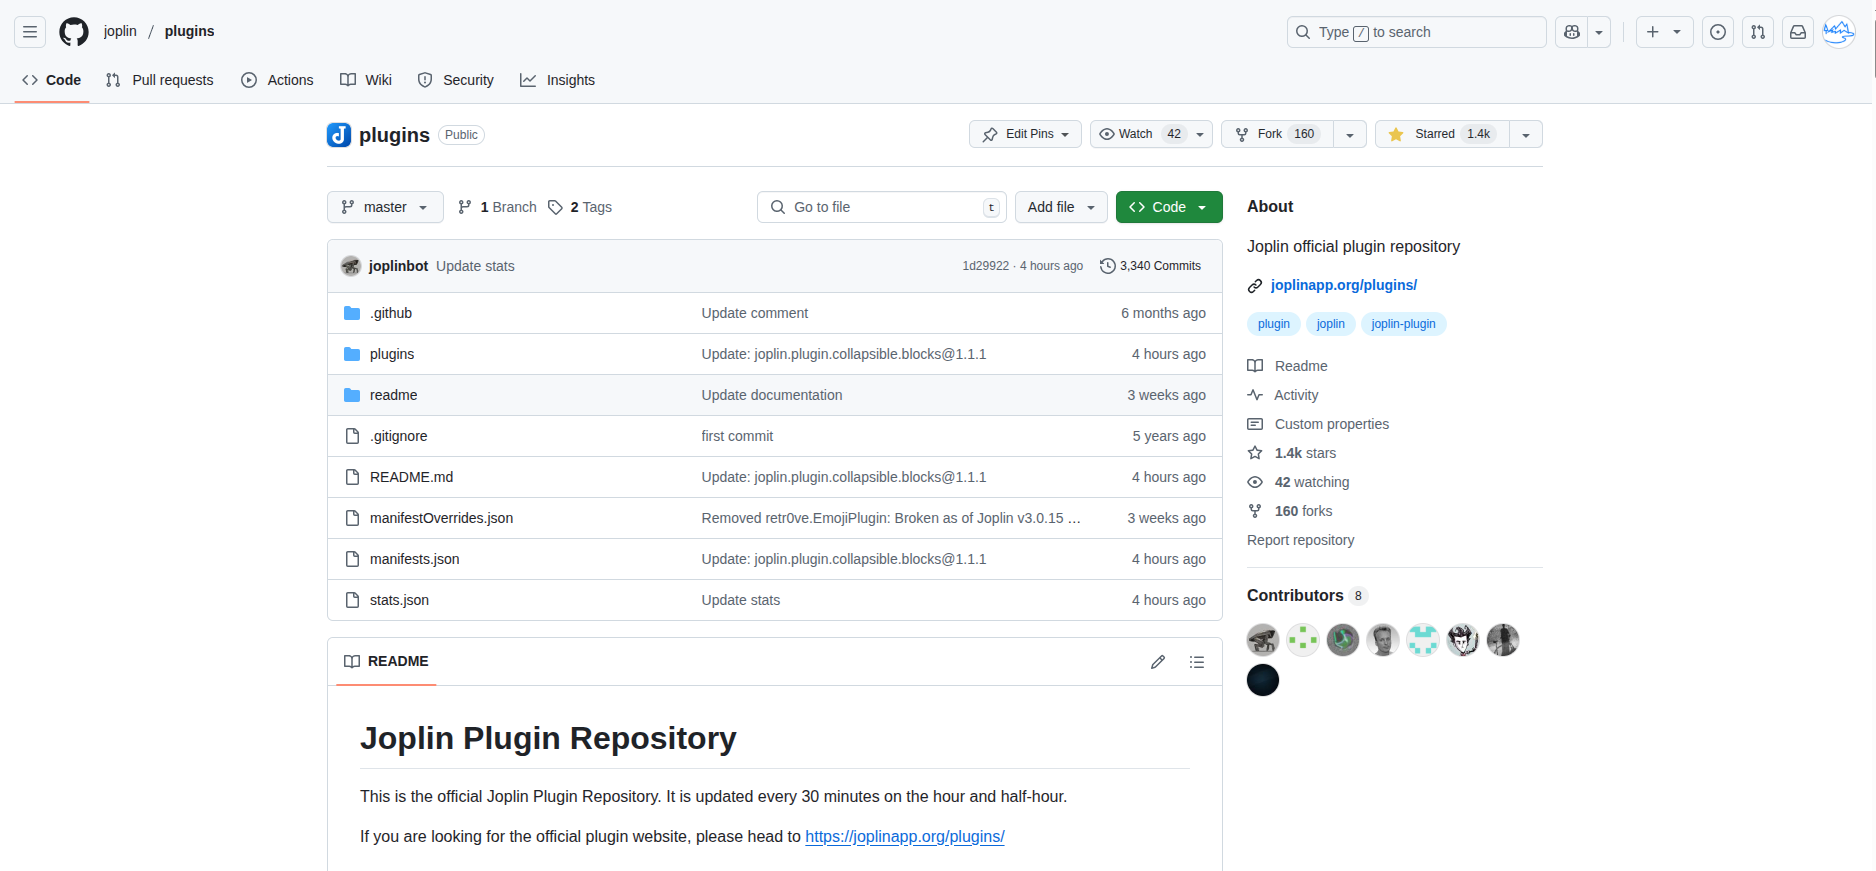 joplin / plugins
Type / to search
Code Pull requests Actions Wiki Security Insights
plugins Public
Edit Pins Watch 42 Fork 160 Starred 1.4k
master 1 Branch 2 Tags Go to file t Add file Code
joplinbot Update stats 1d29922 · 4 hours ago 3,340 Commits
.github Update comment 6 months ago
plugins Update: joplin.plugin.collapsible.blocks@1.1.1 4 hours ago
readme Update documentation 3 weeks ago
.gitignore first commit 5 years ago
README.md Update: joplin.plugin.collapsible.blocks@1.1.1 4 hours ago
manifestOverrides.json Removed retr0ve.EmojiPlugin: Broken as of Joplin v3.0.15 ... 3 weeks ago
manifests.json Update: joplin.plugin.collapsible.blocks@1.1.1 4 hours ago
stats.json Update stats 4 hours ago
README
Joplin Plugin Repository
This is the official Joplin Plugin Repository. It is updated every 30 minutes on the hour and half-hour.
If you are looking for the official plugin website, please head to https://joplinapp.org/plugins/
About
Joplin official plugin repository
joplinapp.org/plugins/
plugin joplin joplin-plugin
Readme
Activity
Custom properties
1.4k stars
42 watching
160 forks
Report repository
Contributors 8